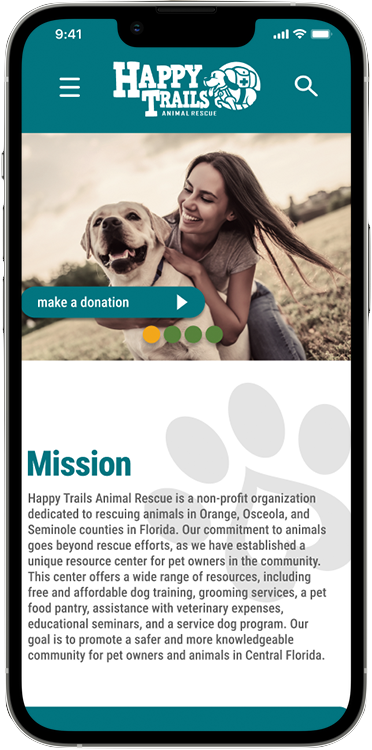 9:41
HAPPY
TRAILS
ANIMAL RESCUE
make a donation
Mission
Happy Trails Animal Rescue is a non-profit organization
dedicated to rescuing animals in Orange, Osceola, and
Seminole counties in Florida. Our commitment to animals
goes beyond rescue efforts, as we have established a
unique resource center for pet owners in the community.
This center offers a wide range of resources, including
free and affordable dog training, grooming services, a pet
food pantry, assistance with veterinary expenses,
educational seminars, and a service dog program. Our
goal is to promote a safer and more knowledgeable
community for pet owners and animals in Central Florida.